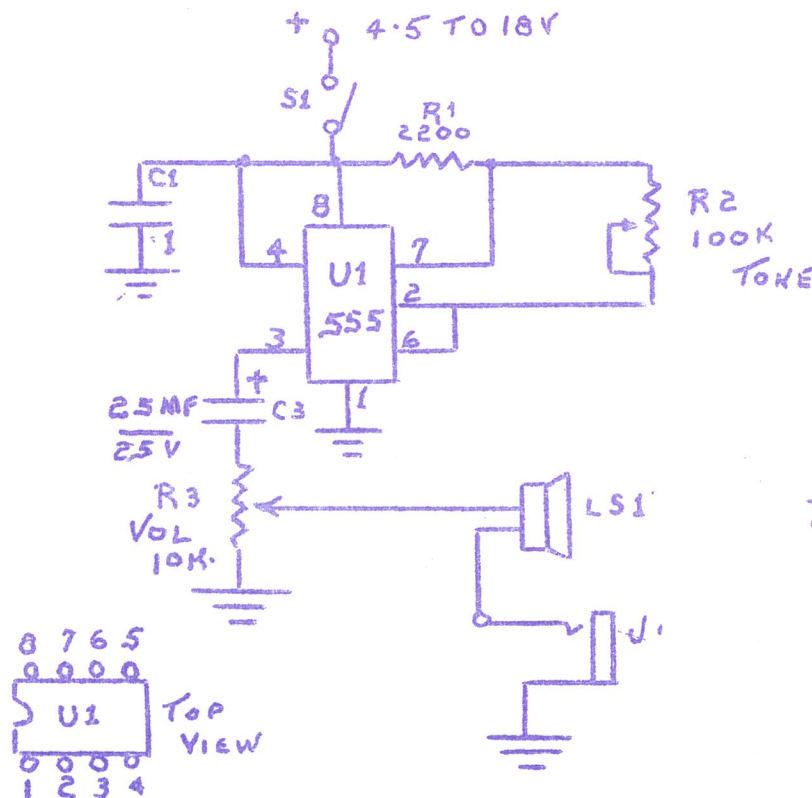 + 4.5 TO 18V
S1
R1
2200
C1
.1
8
4
7
U1
555
2
6
3
1
R2
100K
TONE
+
25MF
25V
C3
R3
VOL
10K.
LS1
8 7 6 5
U1
TOP
VIEW
1 2 3 4